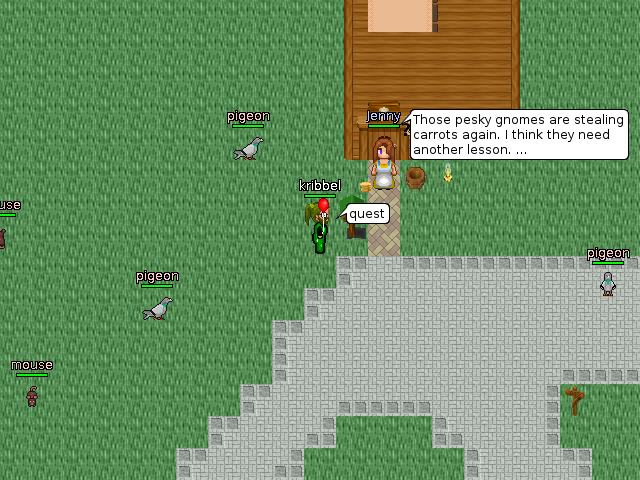 pigeon
Jenny
Those pesky gnomes are stealing
carrots again. I think they need
another lesson. ...
kribbel
quest
use
pigeon
pigeon
mouse